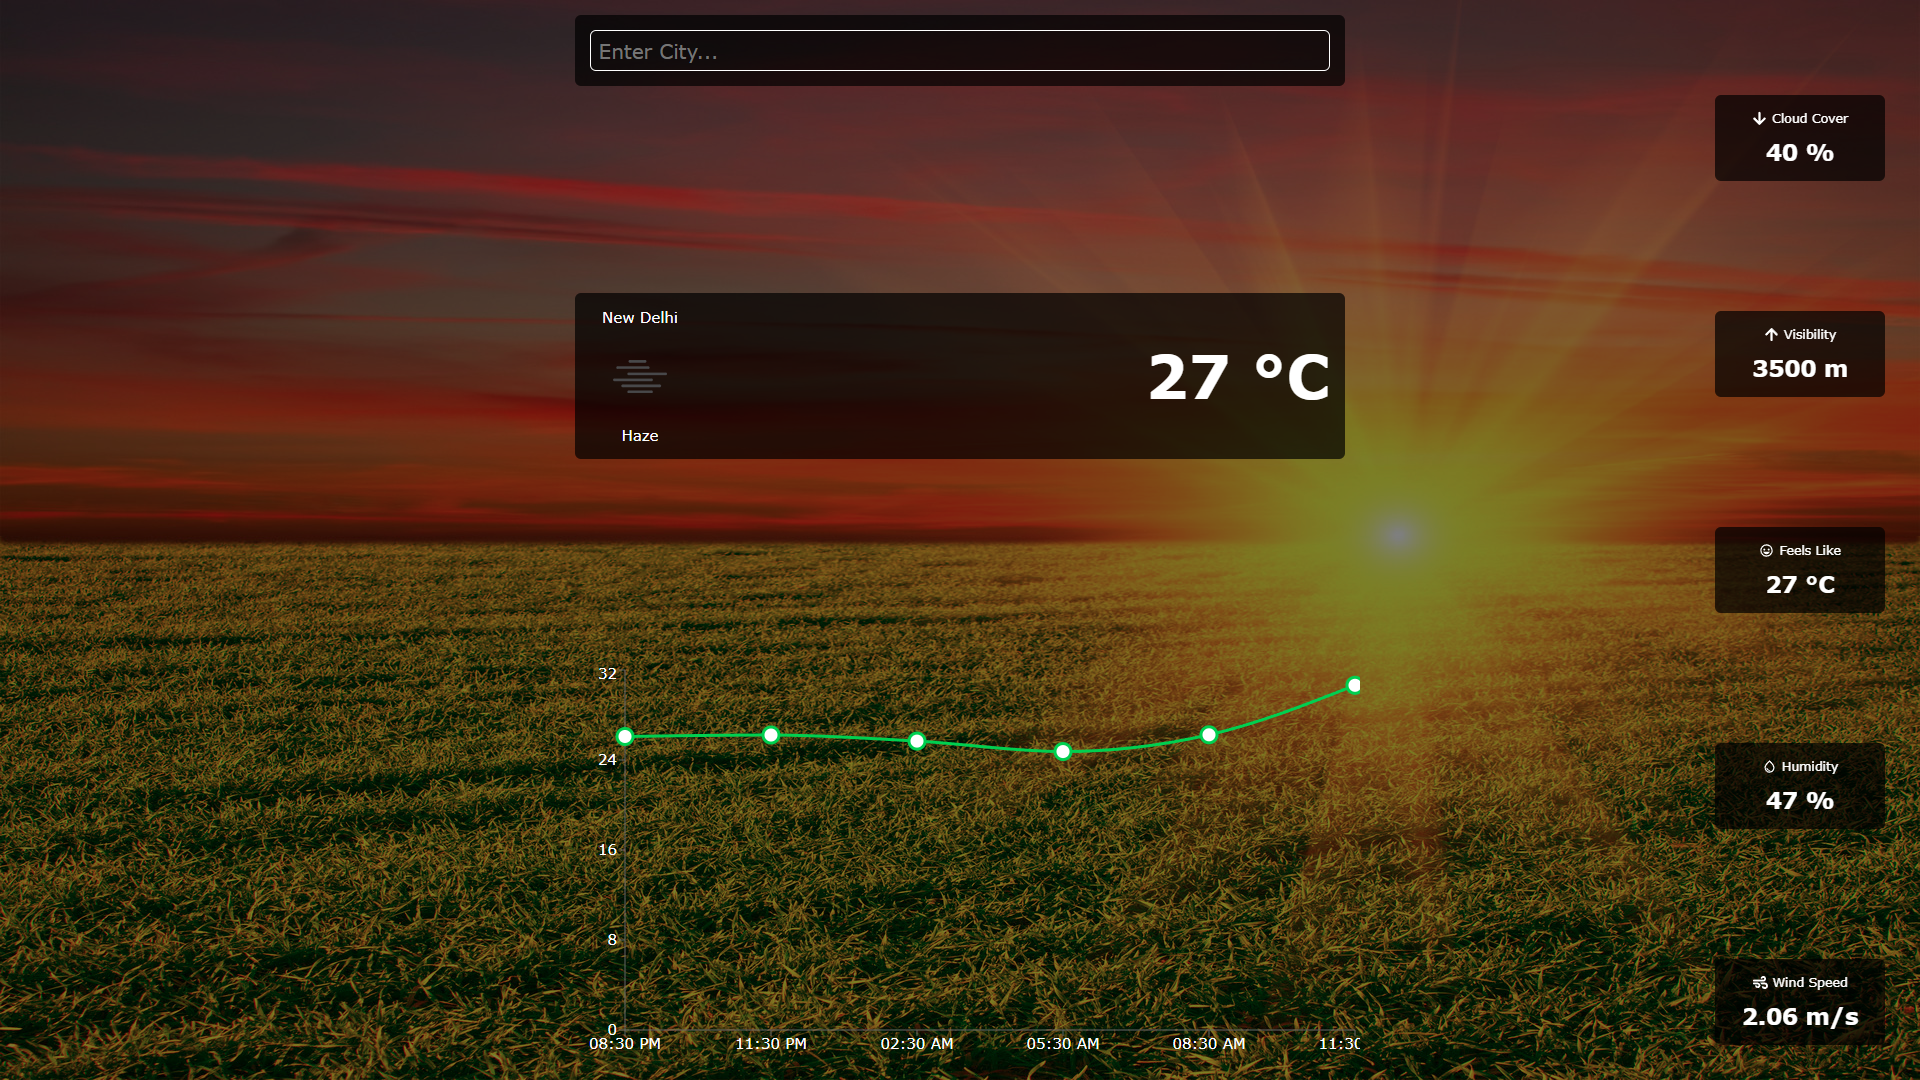 Enter City...
Cloud Cover
40 %
New Delhi
27 °C
Haze
Visibility
3500 m
Feels Like
27 °C
Humidity
47 %
Wind Speed
2.06 m/s
32
24
16
8
0
08:30 PM 11:30 PM 02:30 AM 05:30 AM 08:30 AM 11:30